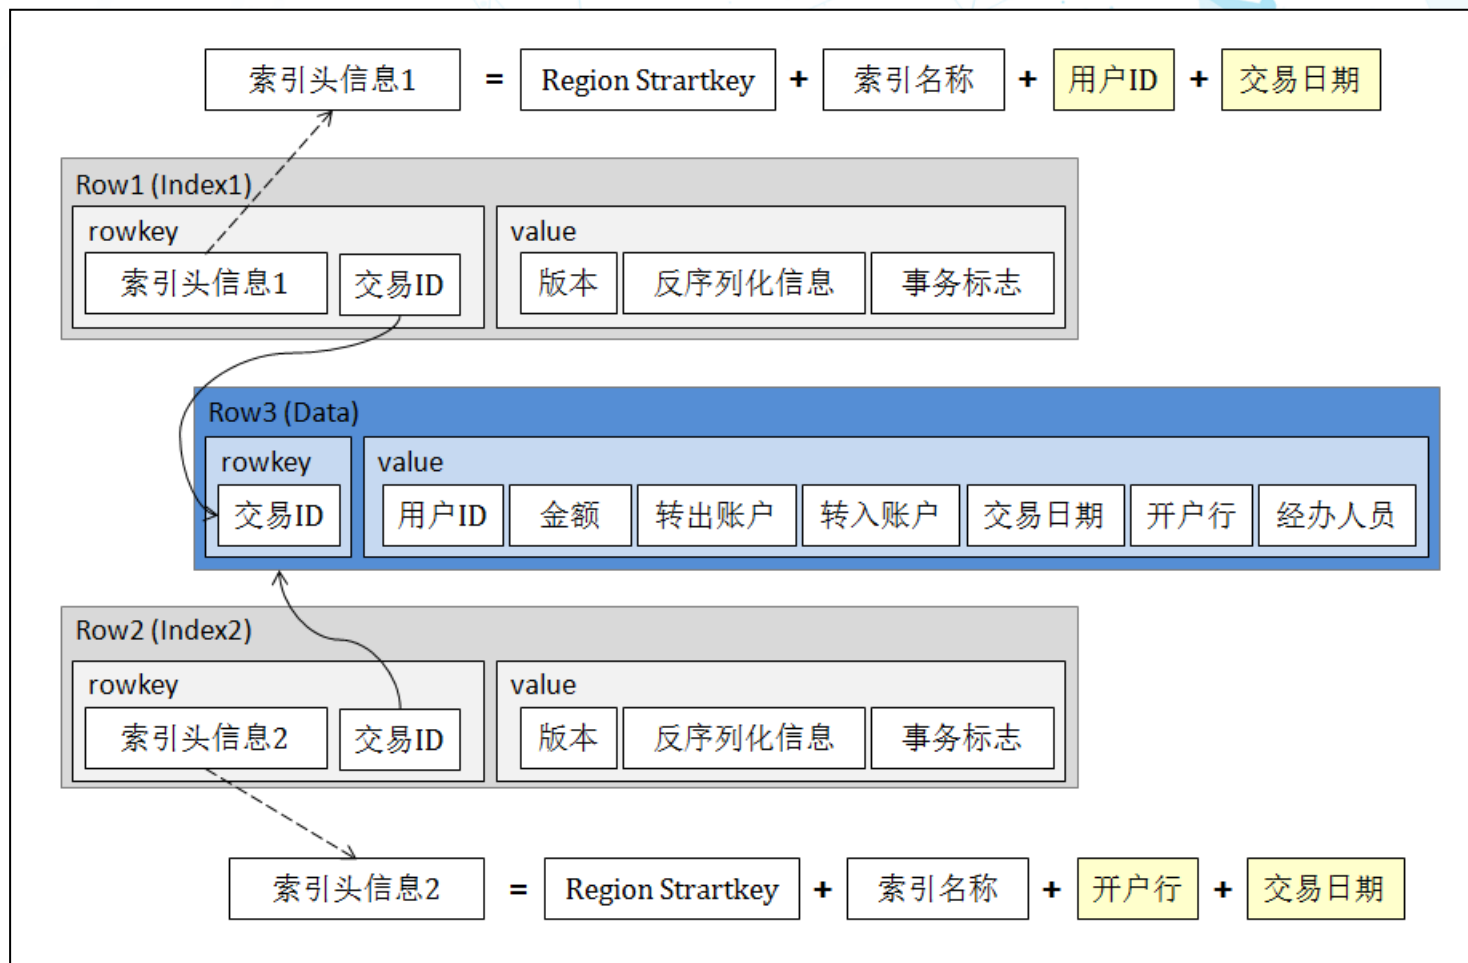 索引头信息1 = Region Strartkey + 索引名称 + 用户ID + 交易日期
Row1 (Index1)
rowkey value
索引头信息1 交易ID 版本 反序列化信息 事务标志
Row3 (Data)
rowkey value
交易ID 用户ID 金额 转出账户 转入账户 交易日期 开户行 经办人员
Row2 (Index2)
rowkey value
索引头信息2 交易ID 版本 反序列化信息 事务标志
索引头信息2 = Region Strartkey + 索引名称 + 开户行 + 交易日期